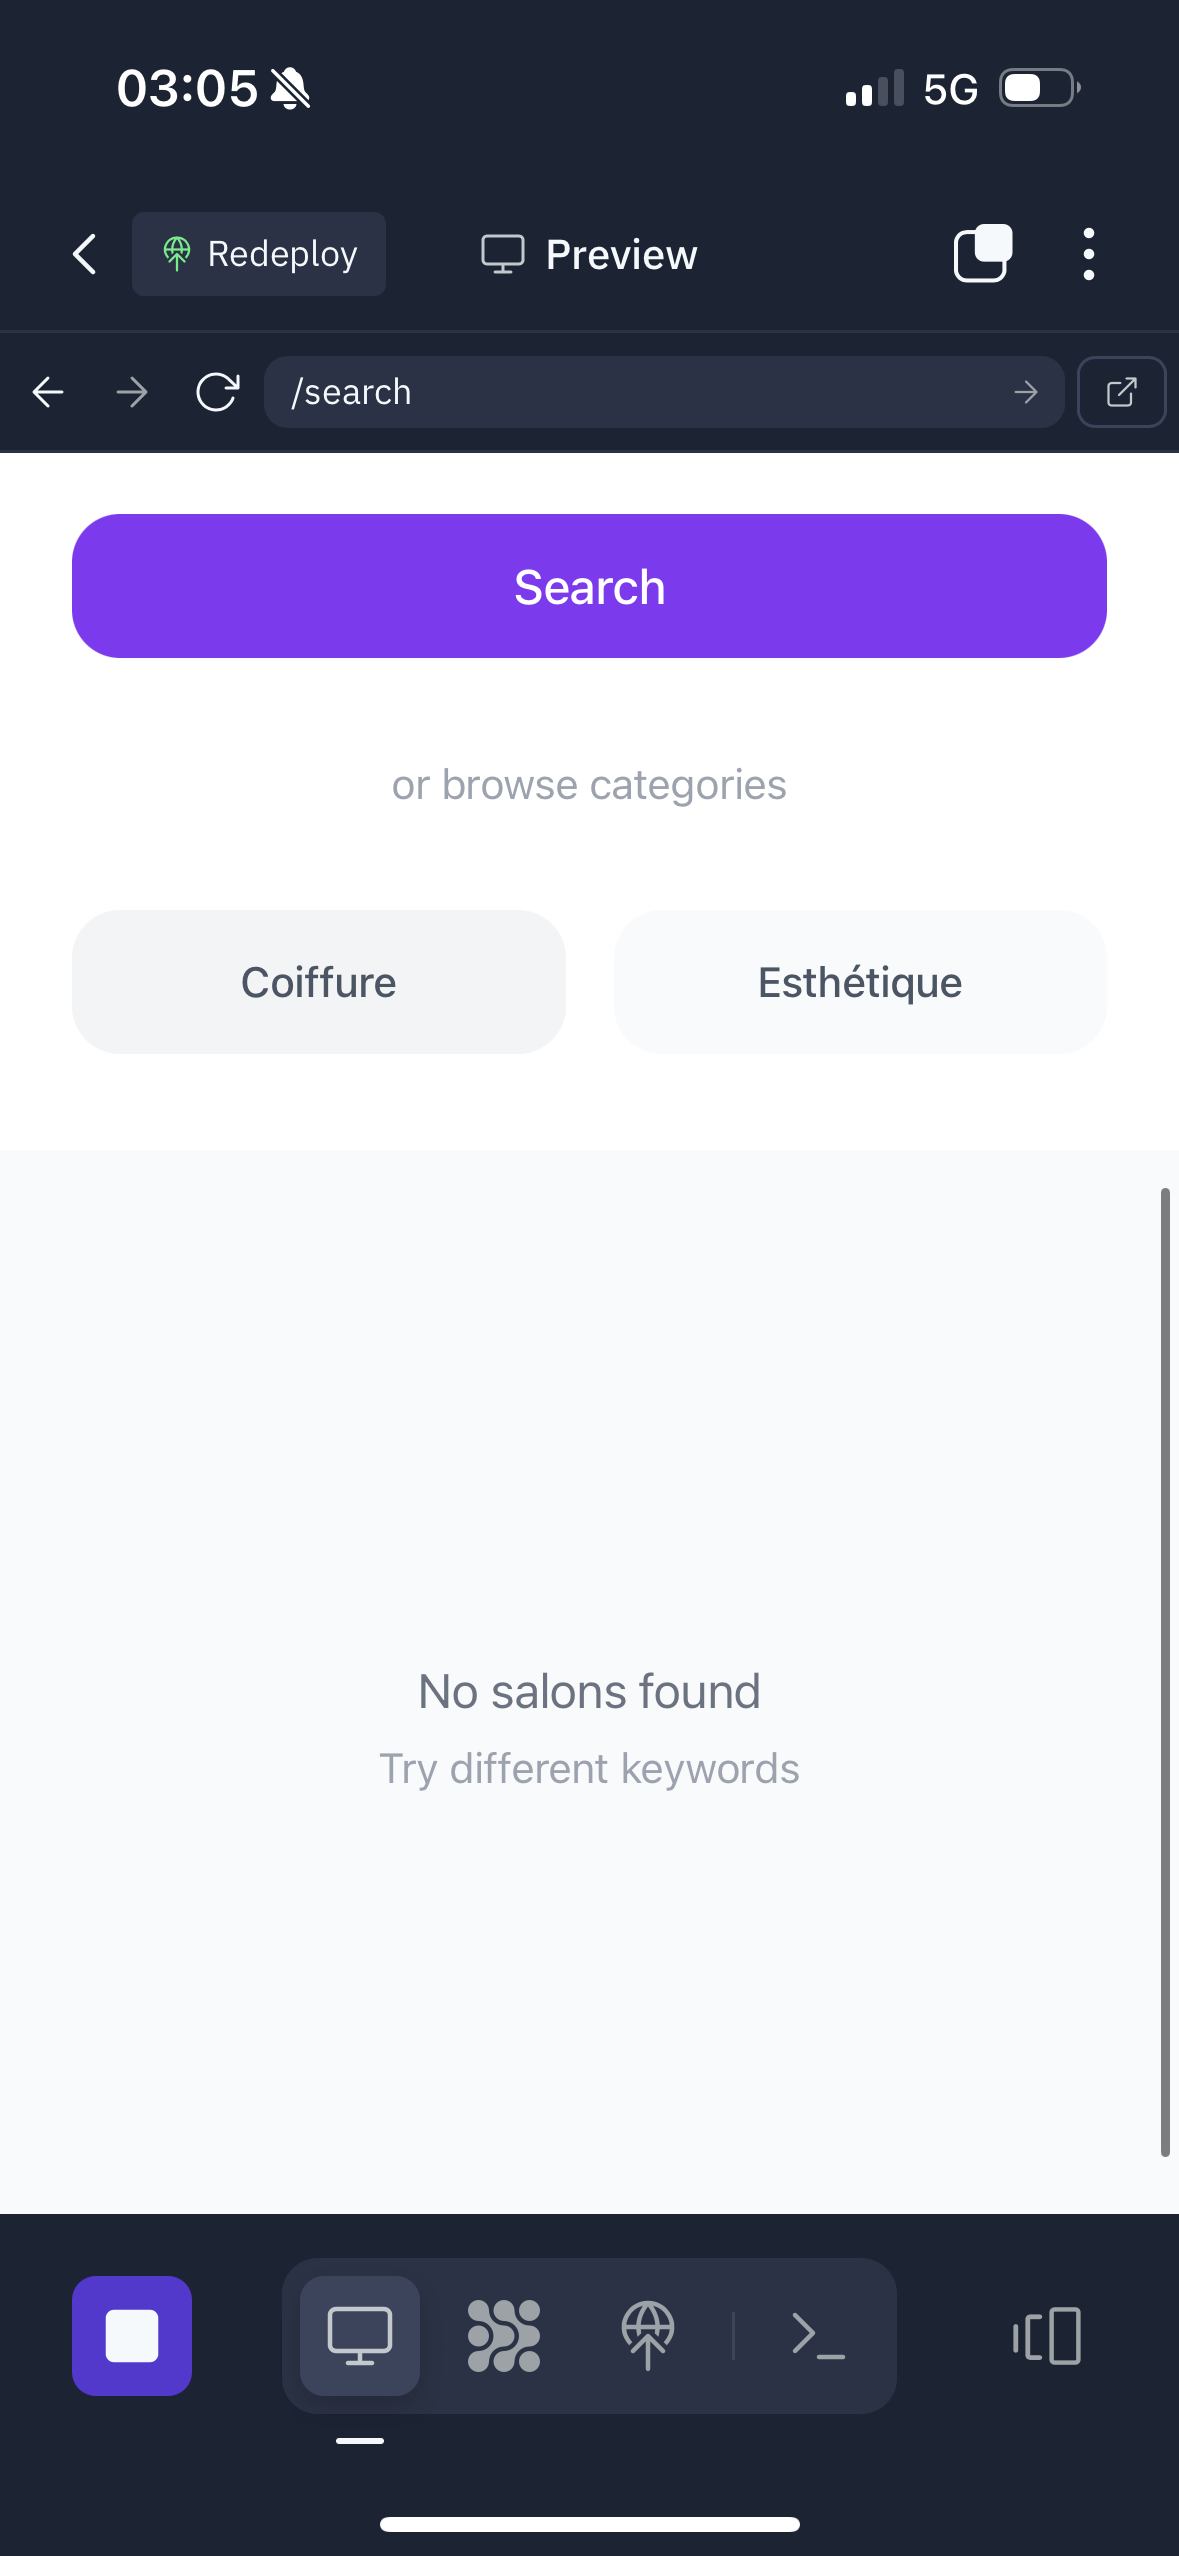 03:05
5G
Redeploy
Preview
/search
Search
or browse categories
Coiffure
Esthétique
No salons found
Try different keywords